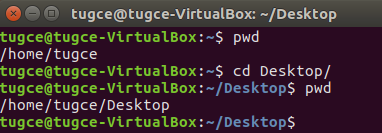 tugce@tugce-VirtualBox: ~/Desktop
tugce@tugce-VirtualBox:~$ pwd
/home/tugce
tugce@tugce-VirtualBox:~$ cd Desktop/
tugce@tugce-VirtualBox:~/Desktop$ pwd
/home/tugce/Desktop
tugce@tugce-VirtualBox:~/Desktop$